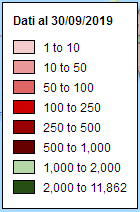 Dati al 30/09/2019
1 to 10
10 to 50
50 to 100
100 to 250
250 to 500
500 to 1,000
1,000 to 2,000
2,000 to 11,862